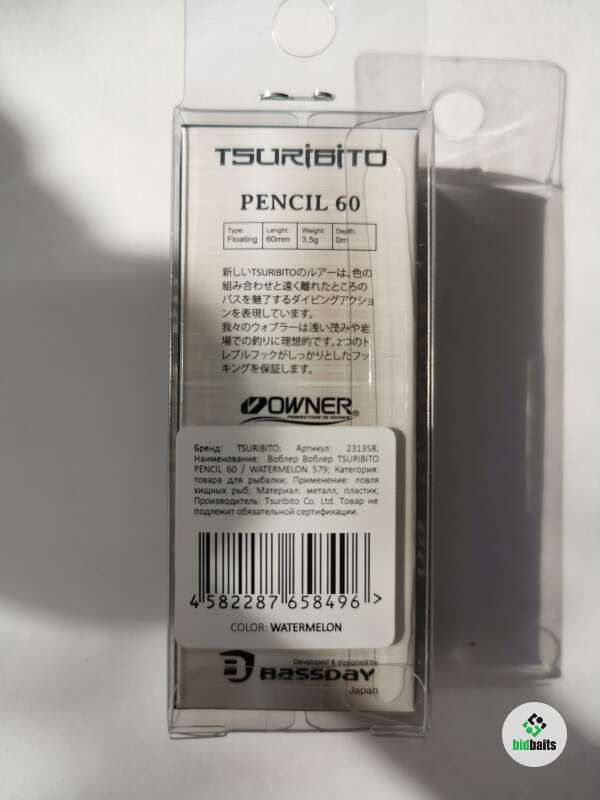 TSURIBITO
PENCIL 60
Type: Lenght: Weight: Depth:
Floating 60mm 3,5g 0m
新しいTSURIBITOのルアーは、色の
組み合わせと遠く離れたところの
バスを魅了するダイビングアクショ
ンを表現しています。
我々のウォブラーは浅い茂みや岩
場での釣りに理想的です。2つのト
レブルフックがしっかりとしたフッ
キングを保証します。
OWNER®
Бренд: TSURIBITO; Артикул: 231358;
Наименование: Воблер Воблер TSURIBITO
PENCIL 60 / WATERMELON 579; Категория:
товара для рыбалки; Применение: ловля
хищных рыб; Материал: металл, пластик;
Производитель: Tsuribito Co. Ltd. Товар не
подлежит обязательной сертификации.
4 582287 658496 >
COLOR: WATERMELON
Developed & designed by
BASSDAY
Japan
bidbaits